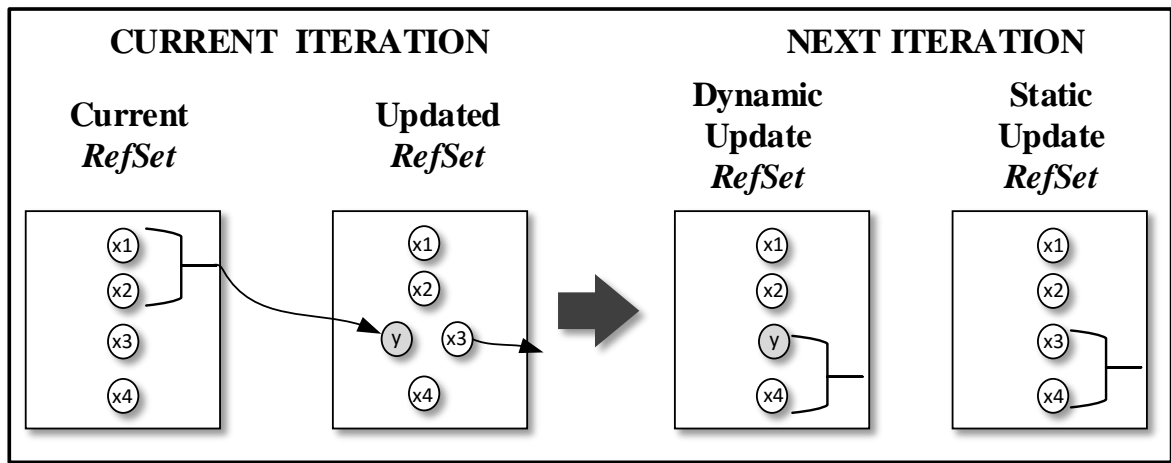 CURRENT ITERATION
NEXT ITERATION
Current
RefSet
Updated
RefSet
Dynamic
Update
RefSet
Static
Update
RefSet
x1
x2
x3
x4
x1
x2
y x3
x4
x1
x2
y
x4
x1
x2
x3
x4